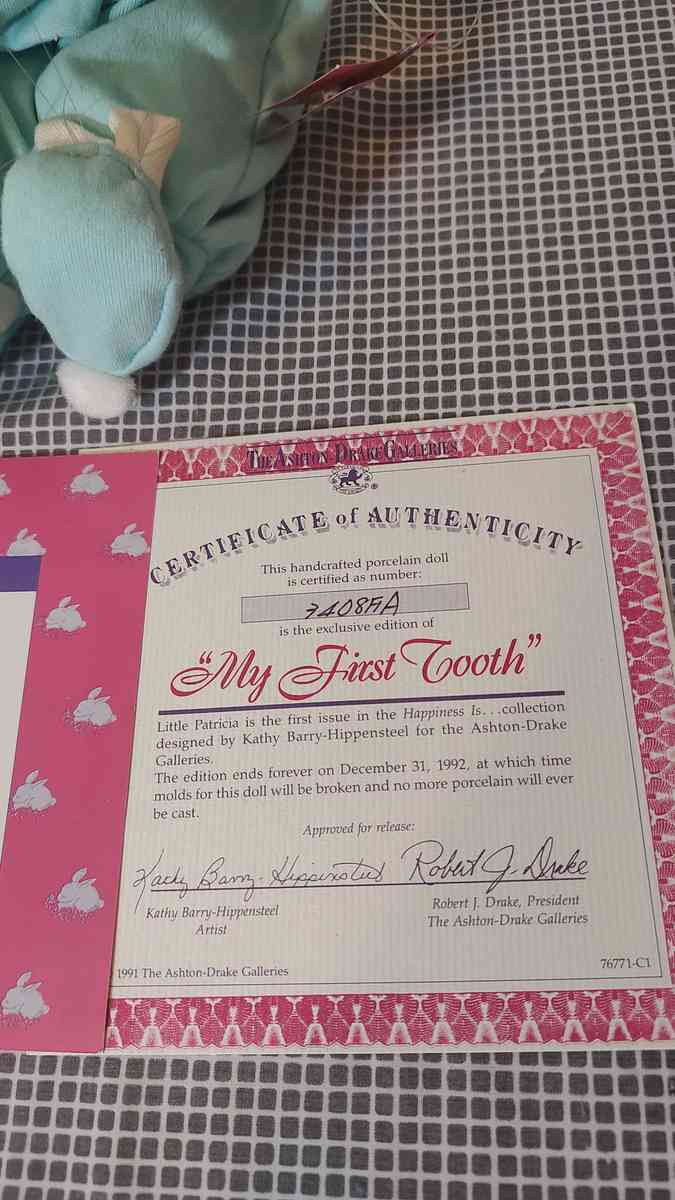 THE ASHTON-DRAKE GALLERIES
®
CERTIFICATE of AUTHENTICITY
This handcrafted porcelain doll
is certified as number:
3408FA
is the exclusive edition of
“My First Tooth”
Little Patricia is the first issue in the Happiness Is...collection
designed by Kathy Barry-Hippensteel for the Ashton-Drake
Galleries.
The edition ends forever on December 31, 1992, at which time
molds for this doll will be broken and no more porcelain will ever
be cast.
Approved for release:
Kathy Barry-Hippensteel Robert J. Drake
Kathy Barry-Hippensteel
Artist
Robert J. Drake, President
The Ashton-Drake Galleries
1991 The Ashton-Drake Galleries
76771-C1